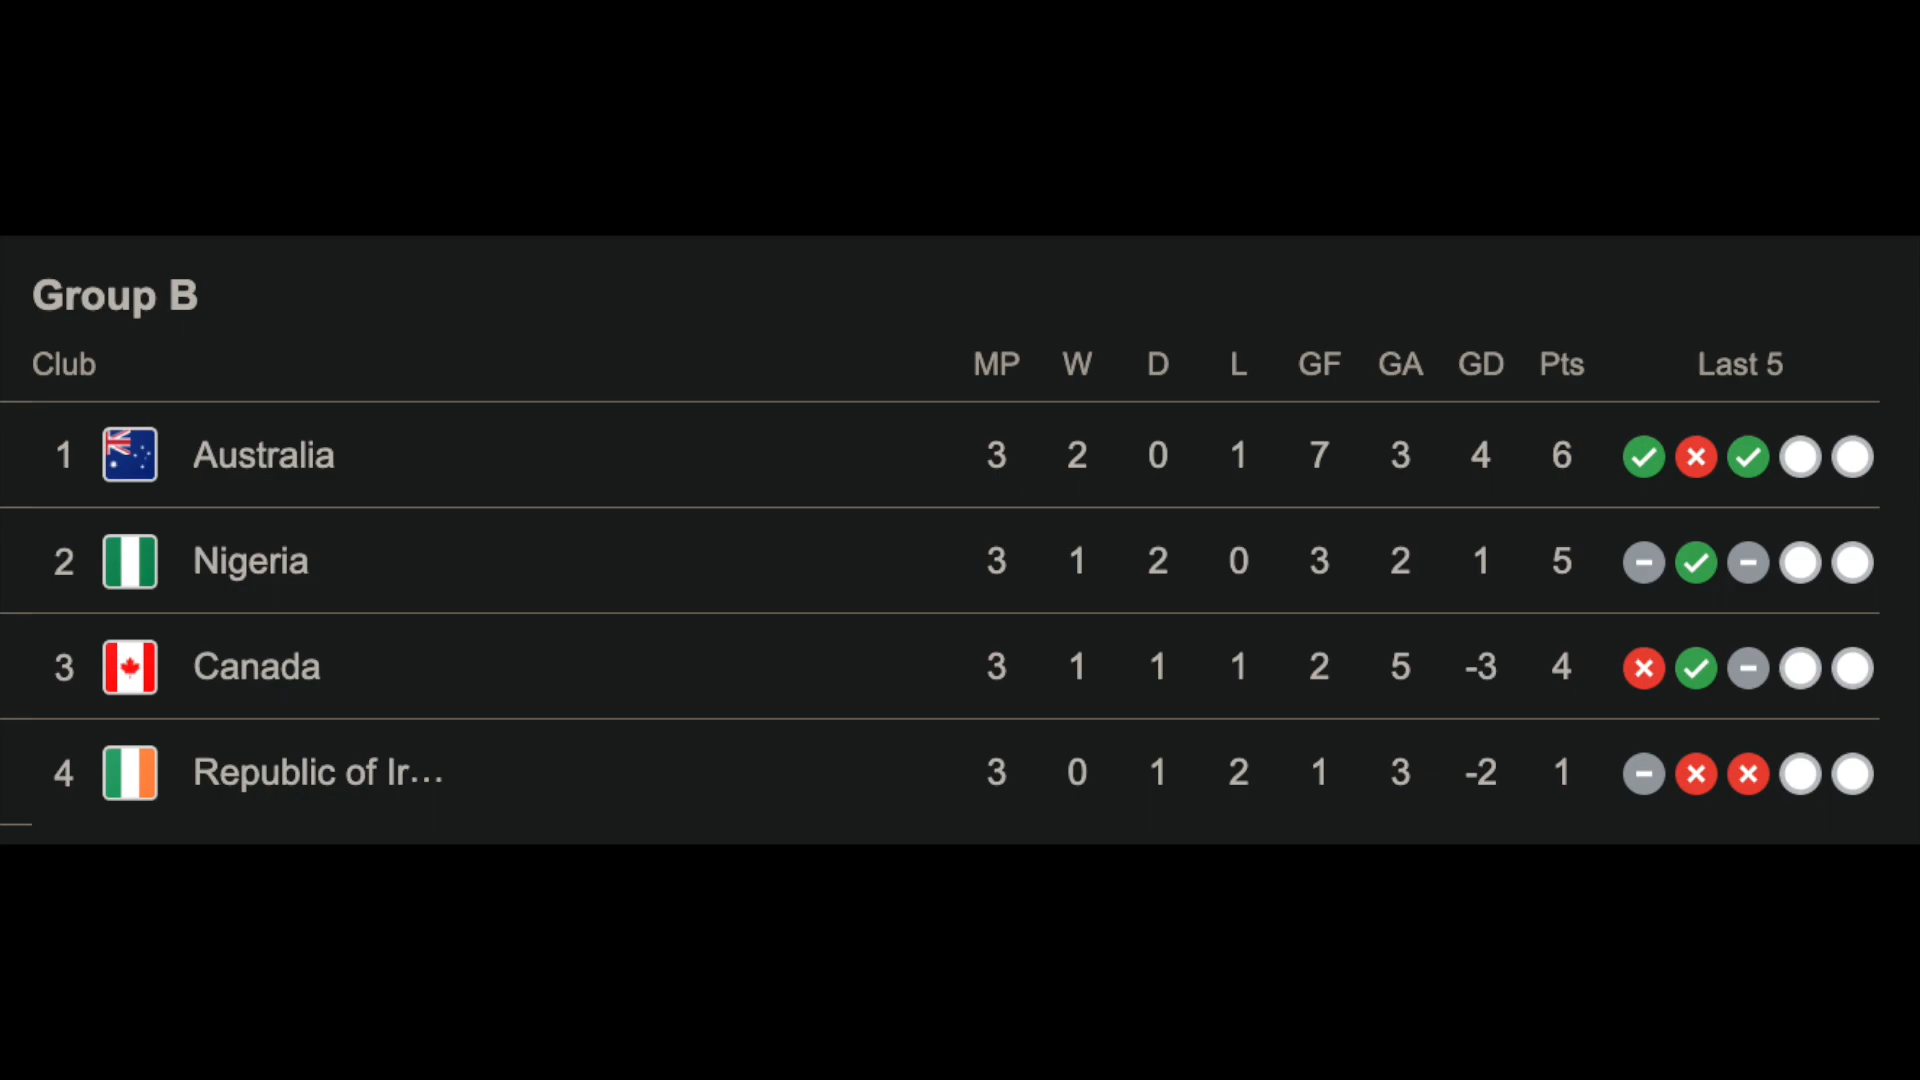 Group B
Club MP W D L GF GA GD Pts Last 5
1 Australia 3 2 0 1 7 3 4 6
2 Nigeria 3 1 2 0 3 2 1 5
3 Canada 3 1 1 1 2 5 -3 4
4 Republic of Ir... 3 0 1 2 1 3 -2 1